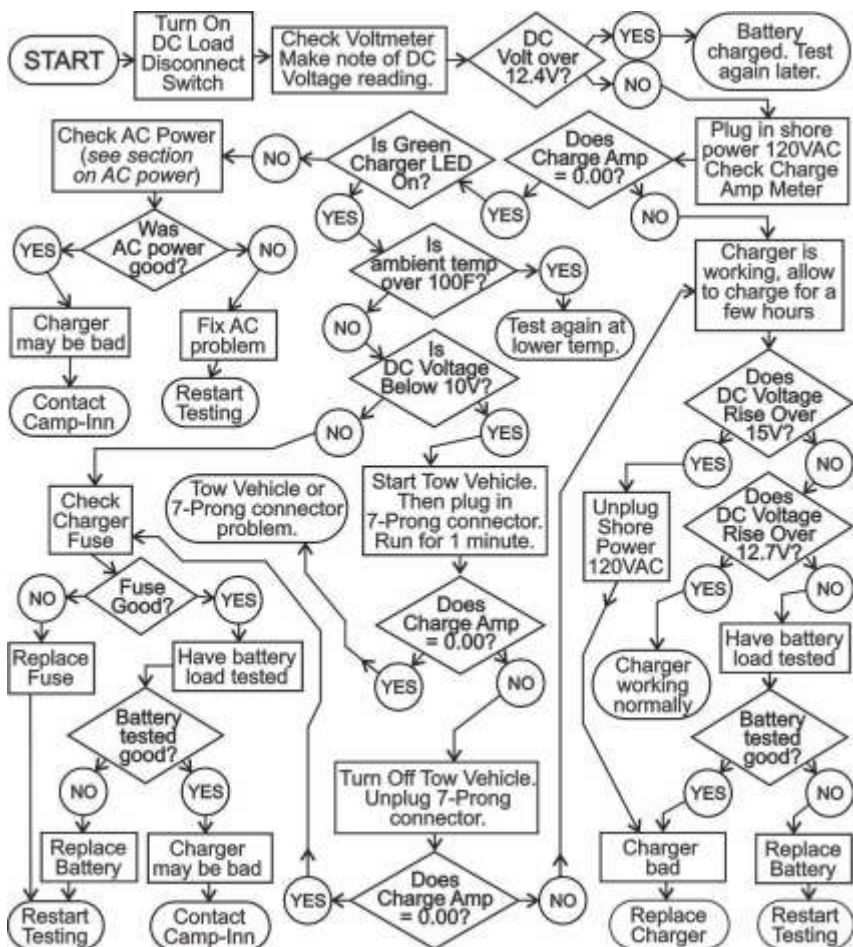 START
Turn On
DC Load
Disconnect
Switch
Check Voltmeter
Make note of DC
Voltage reading.
DC
Volt over
12.4V?
YES
Battery
charged. Test
again later.
NO
Plug in shore
power 120VAC
Check Charge
Amp Meter
Does
Charge Amp
= 0.00?
YES
NO
Is Green
Charger LED
On?
NO
YES
Check AC Power
(see section
on AC power)
Was
AC power
good?
YES
NO
Charger
may be bad
Contact
Camp-Inn
Fix AC
problem
Restart
Testing
Is
ambient temp
over 100F?
YES
Test again at
lower temp.
NO
Is
DC Voltage
Below 10V?
NO
YES
Charger is
working, allow
to charge for a
few hours
Does
DC Voltage
Rise Over
15V?
YES
NO
Unplug
Shore
Power
120VAC
Does
DC Voltage
Rise Over
12.7V?
YES
NO
Charger
working
normally
Have battery
load tested
Battery
tested
good?
YES
NO
Charger
bad
Replace
Charger
Replace
Battery
Restart
Testing
Check
Charger
Fuse
Fuse
Good?
NO
YES
Replace
Fuse
Have battery
load tested
Battery
tested
good?
NO
YES
Replace
Battery
Restart
Testing
Charger
may be bad
Contact
Camp-Inn
Tow Vehicle or
7-Prong connector
problem.
Start Tow Vehicle.
Then plug in
7-Prong connector.
Run for 1 minute.
Does
Charge Amp
= 0.00?
YES
NO
Turn Off Tow Vehicle.
Unplug 7-Prong
connector.
Does
Charge Amp
= 0.00?
YES
NO